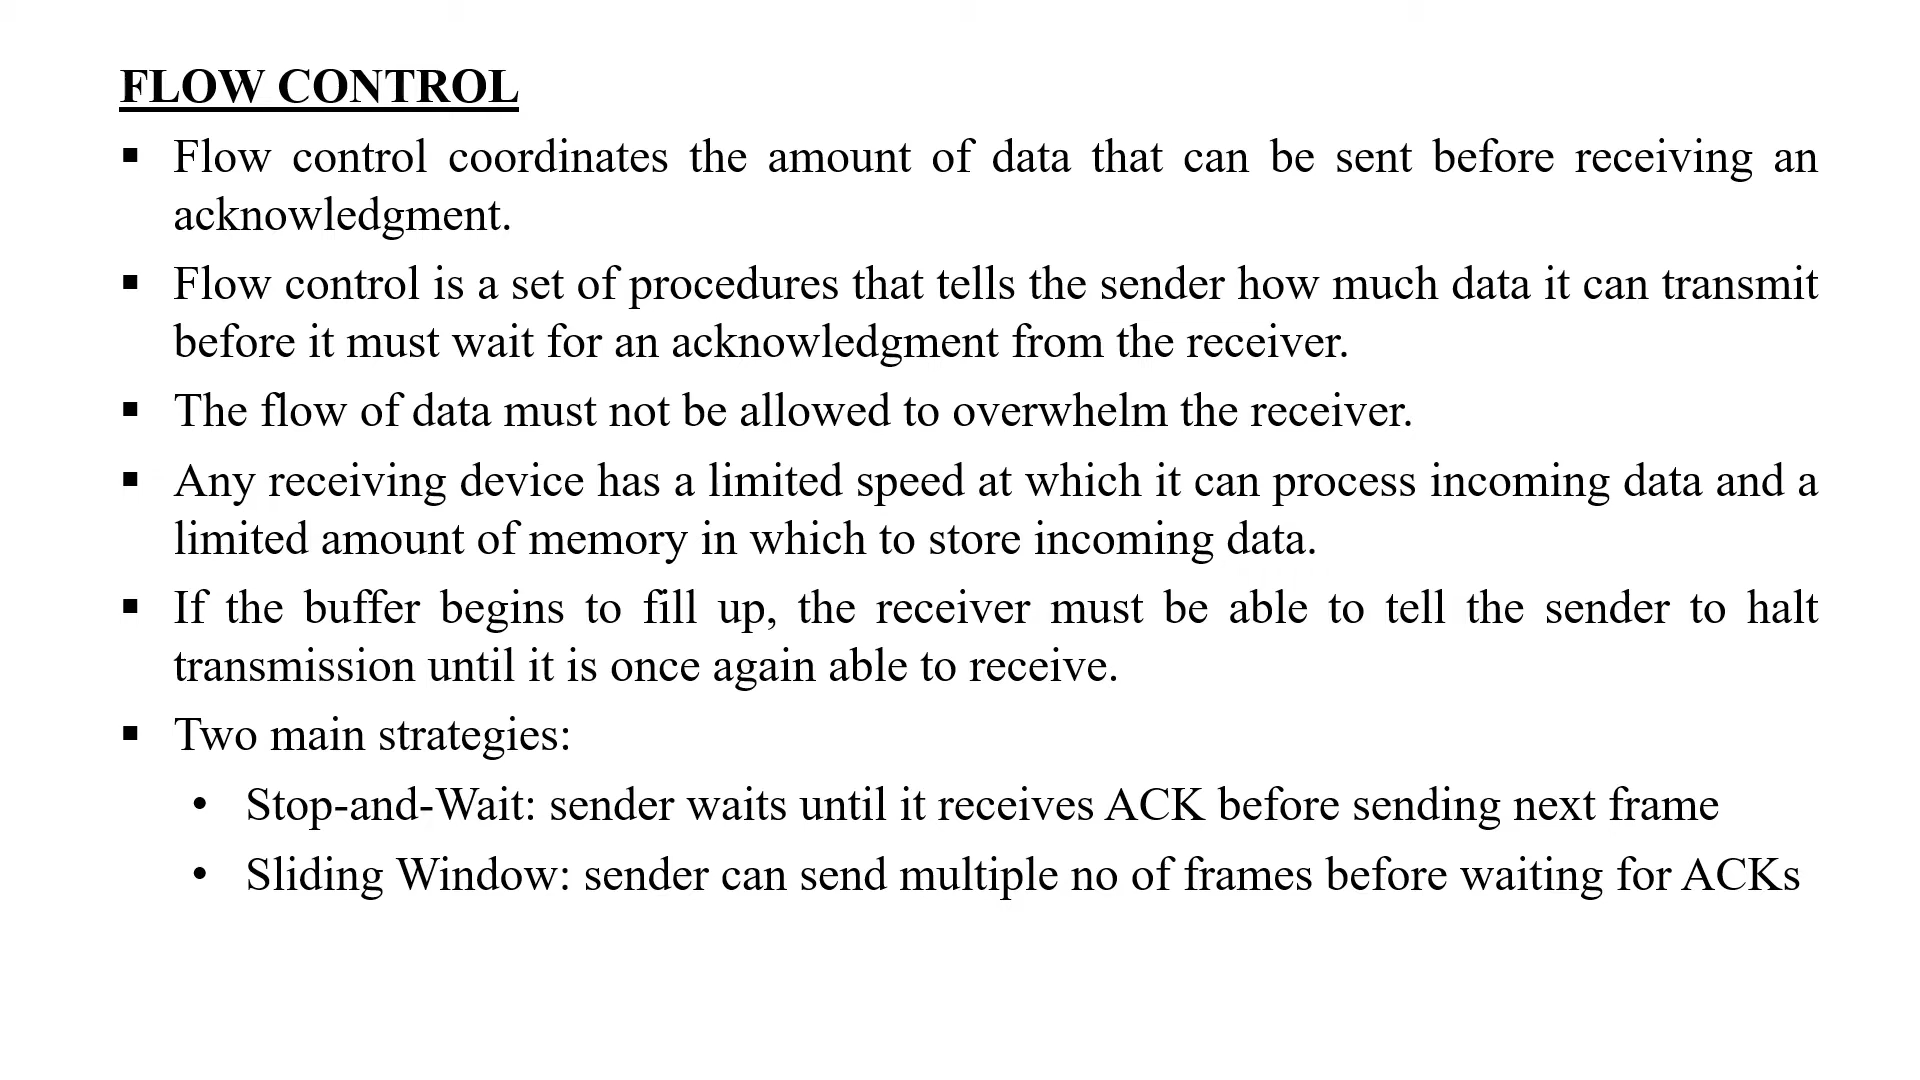 FLOW CONTROL
▪ Flow control coordinates the amount of data that can be sent before receiving an
acknowledgment.
▪ Flow control is a set of procedures that tells the sender how much data it can transmit
before it must wait for an acknowledgment from the receiver.
▪ The flow of data must not be allowed to overwhelm the receiver.
▪ Any receiving device has a limited speed at which it can process incoming data and a
limited amount of memory in which to store incoming data.
▪ If the buffer begins to fill up, the receiver must be able to tell the sender to halt
transmission until it is once again able to receive.
▪ Two main strategies:
• Stop-and-Wait: sender waits until it receives ACK before sending next frame
• Sliding Window: sender can send multiple no of frames before waiting for ACKs